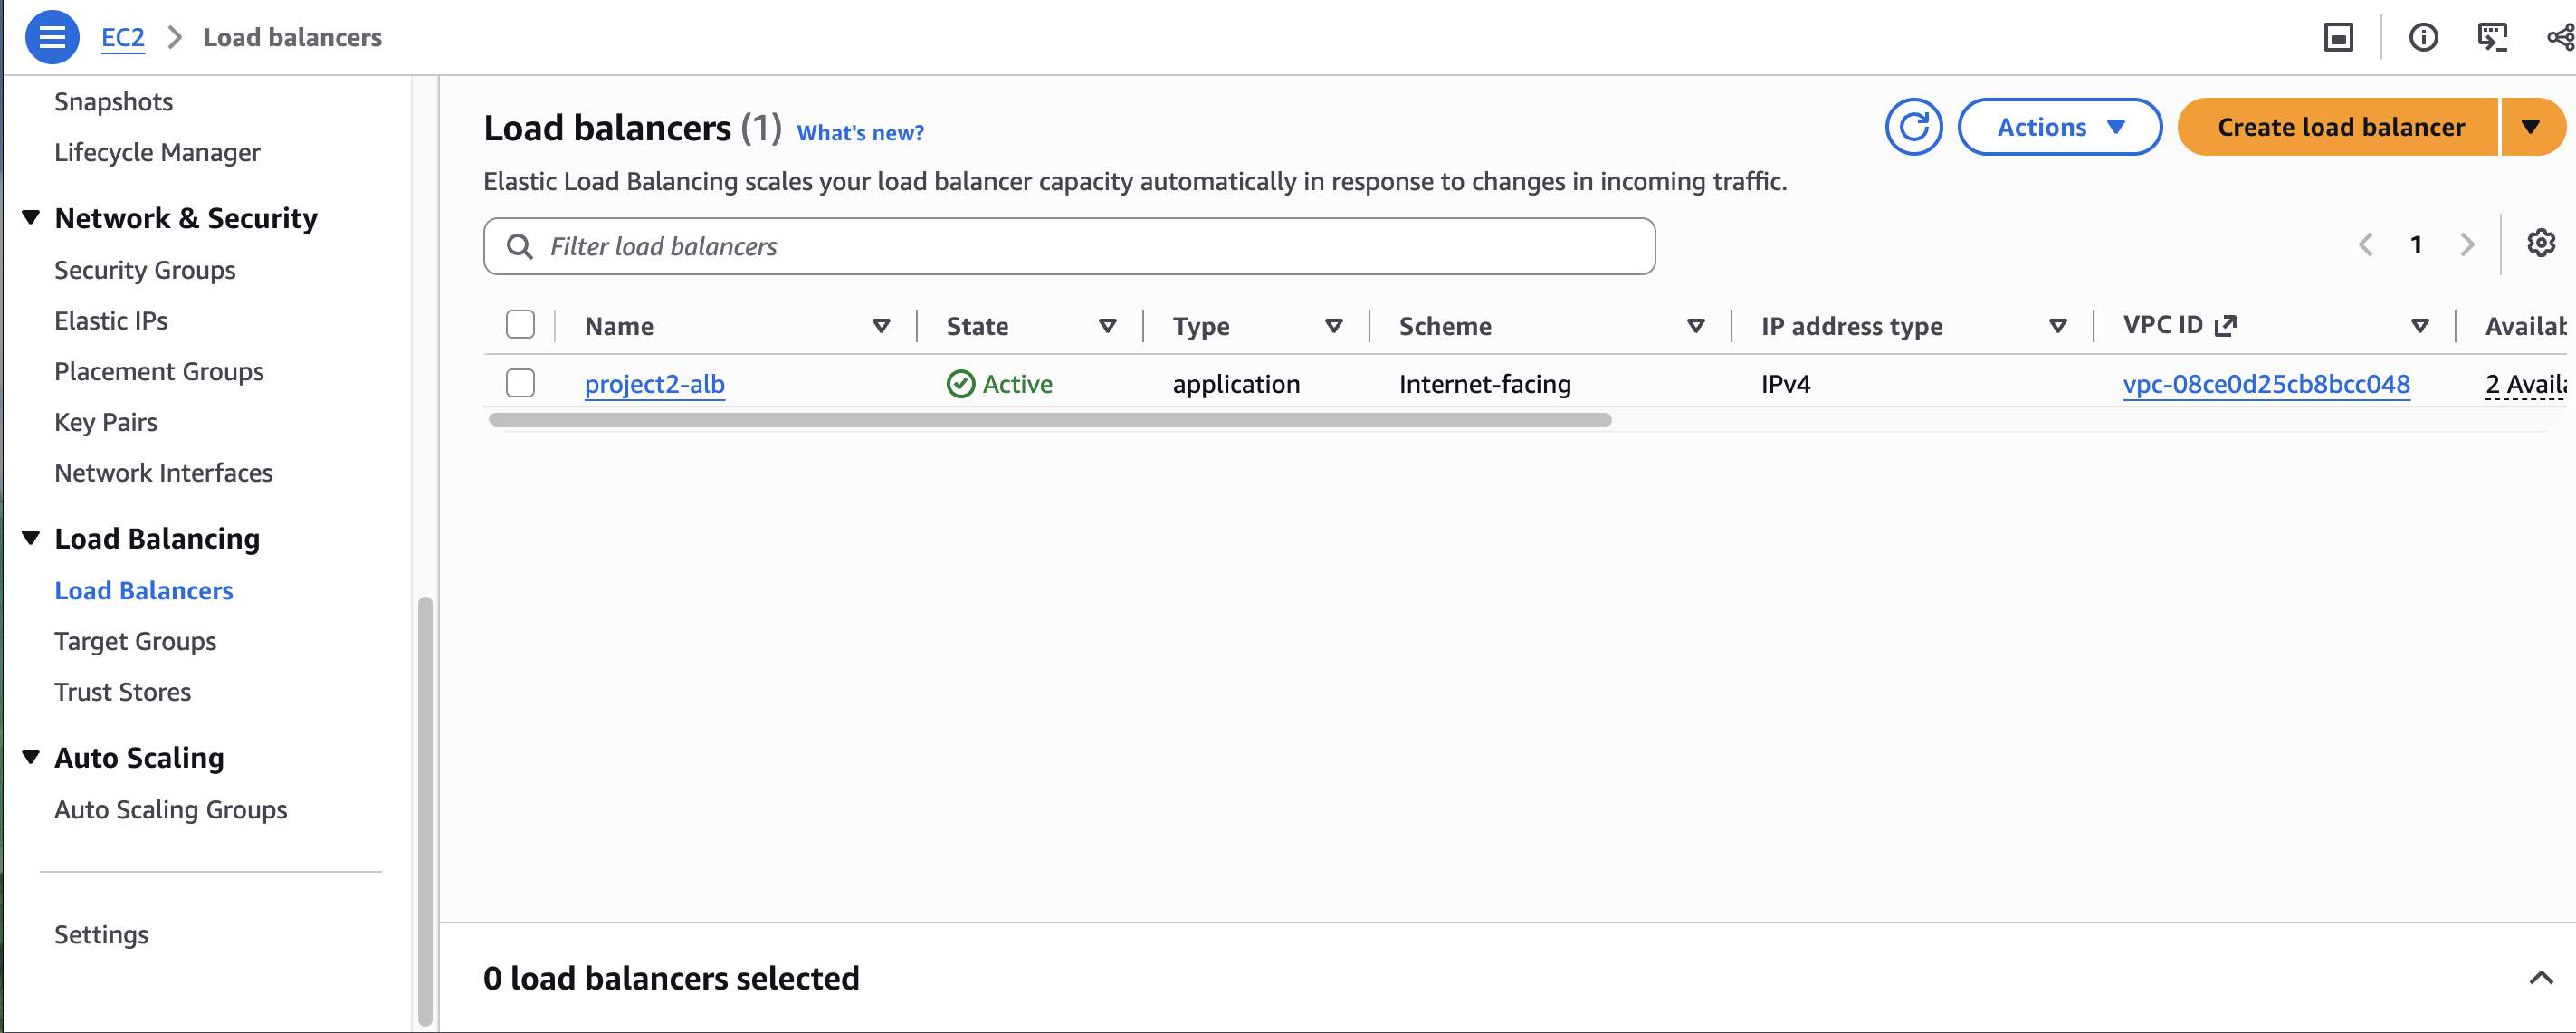 EC2 > Load balancers
Snapshots
Lifecycle Manager
Network & Security
Security Groups
Elastic IPs
Placement Groups
Key Pairs
Network Interfaces
Load Balancing
Load Balancers
Target Groups
Trust Stores
Auto Scaling
Auto Scaling Groups
Settings
Load balancers (1) What's new?
Actions
Create load balancer
Elastic Load Balancing scales your load balancer capacity automatically in response to changes in incoming traffic.
Filter load balancers
1
Name State Type Scheme IP address type VPC ID Availab
project2-alb Active application Internet-facing IPv4 vpc-08ce0d25cb8bcc048 2 Availa
0 load balancers selected